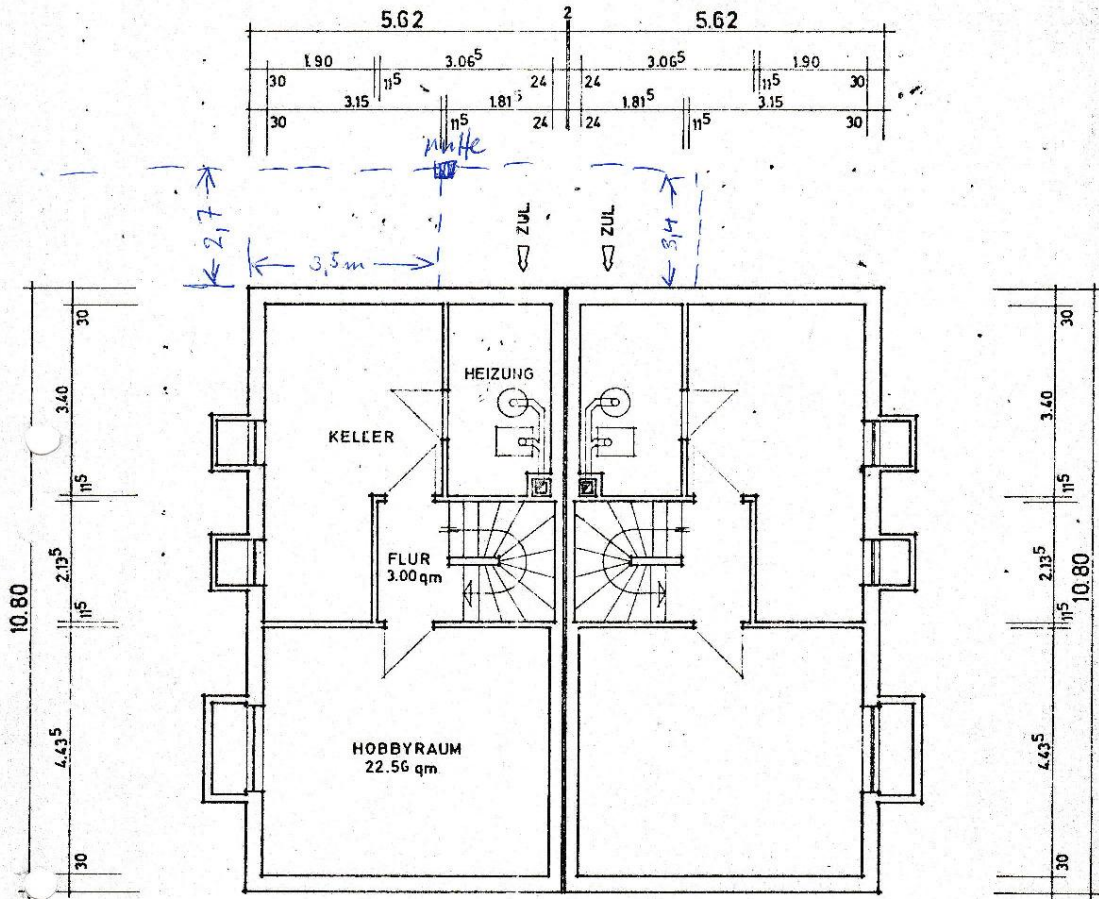 5.62 2 5.62
1.90 3.06⁵ 3.06⁵ 1.90
30 11⁵ 24 24 11⁵ 30
3.15 1.81⁵ 1.81⁵ 3.15
30 11⁵ 24 24 11⁵ 30
2,7
3,5m
ZUL.
ZUL.
3,4
30
3.40
11⁵
2.13⁵
11⁵
4.43⁵
30
10.80
HEIZUNG
KELLER
FLUR
3.00 qm
HOBBYRAUM
22.56 qm
30
3.40
11⁵
2.13⁵
11⁵
4.43⁵
30
10.80